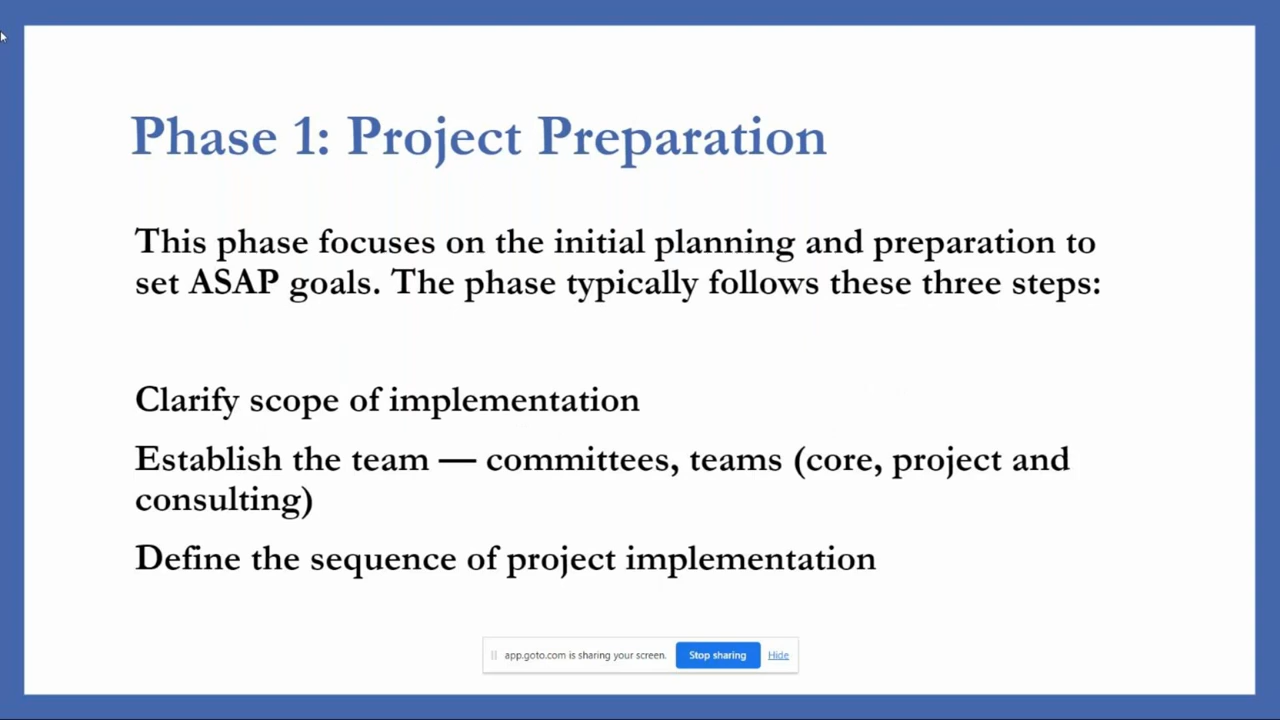 Phase 1: Project Preparation
This phase focuses on the initial planning and preparation to
set ASAP goals. The phase typically follows these three steps:
Clarify scope of implementation
Establish the team — committees, teams (core, project and
consulting)
Define the sequence of project implementation
app.goto.com is sharing your screen. Stop sharing Hide